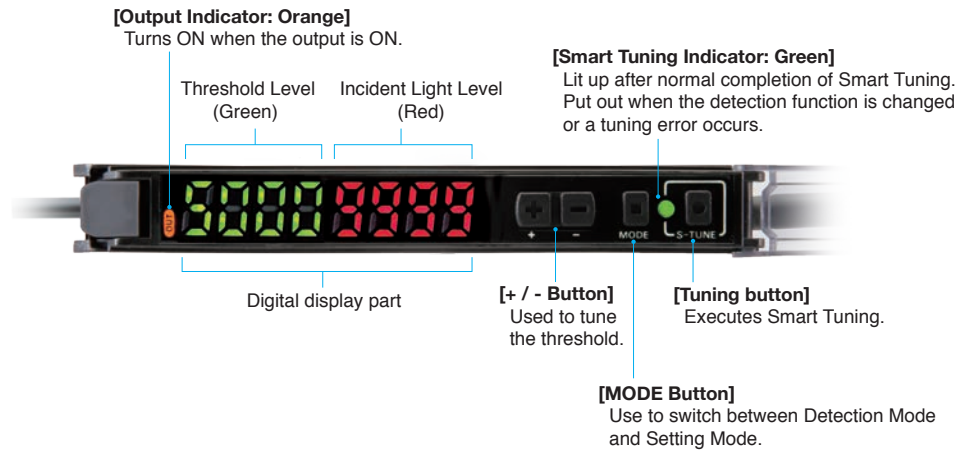 [Output Indicator: Orange]
Turns ON when the output is ON.
[Smart Tuning Indicator: Green]
Lit up after normal completion of Smart Tuning.
Put out when the detection function is changed
or a tuning error occurs.
Threshold Level
(Green)
Incident Light Level
(Red)
OUT
5000 9999
+ -
MODE
S-TUNE
Digital display part
[+ / - Button]
Used to tune
the threshold.
[Tuning button]
Executes Smart Tuning.
[MODE Button]
Use to switch between Detection Mode
and Setting Mode.